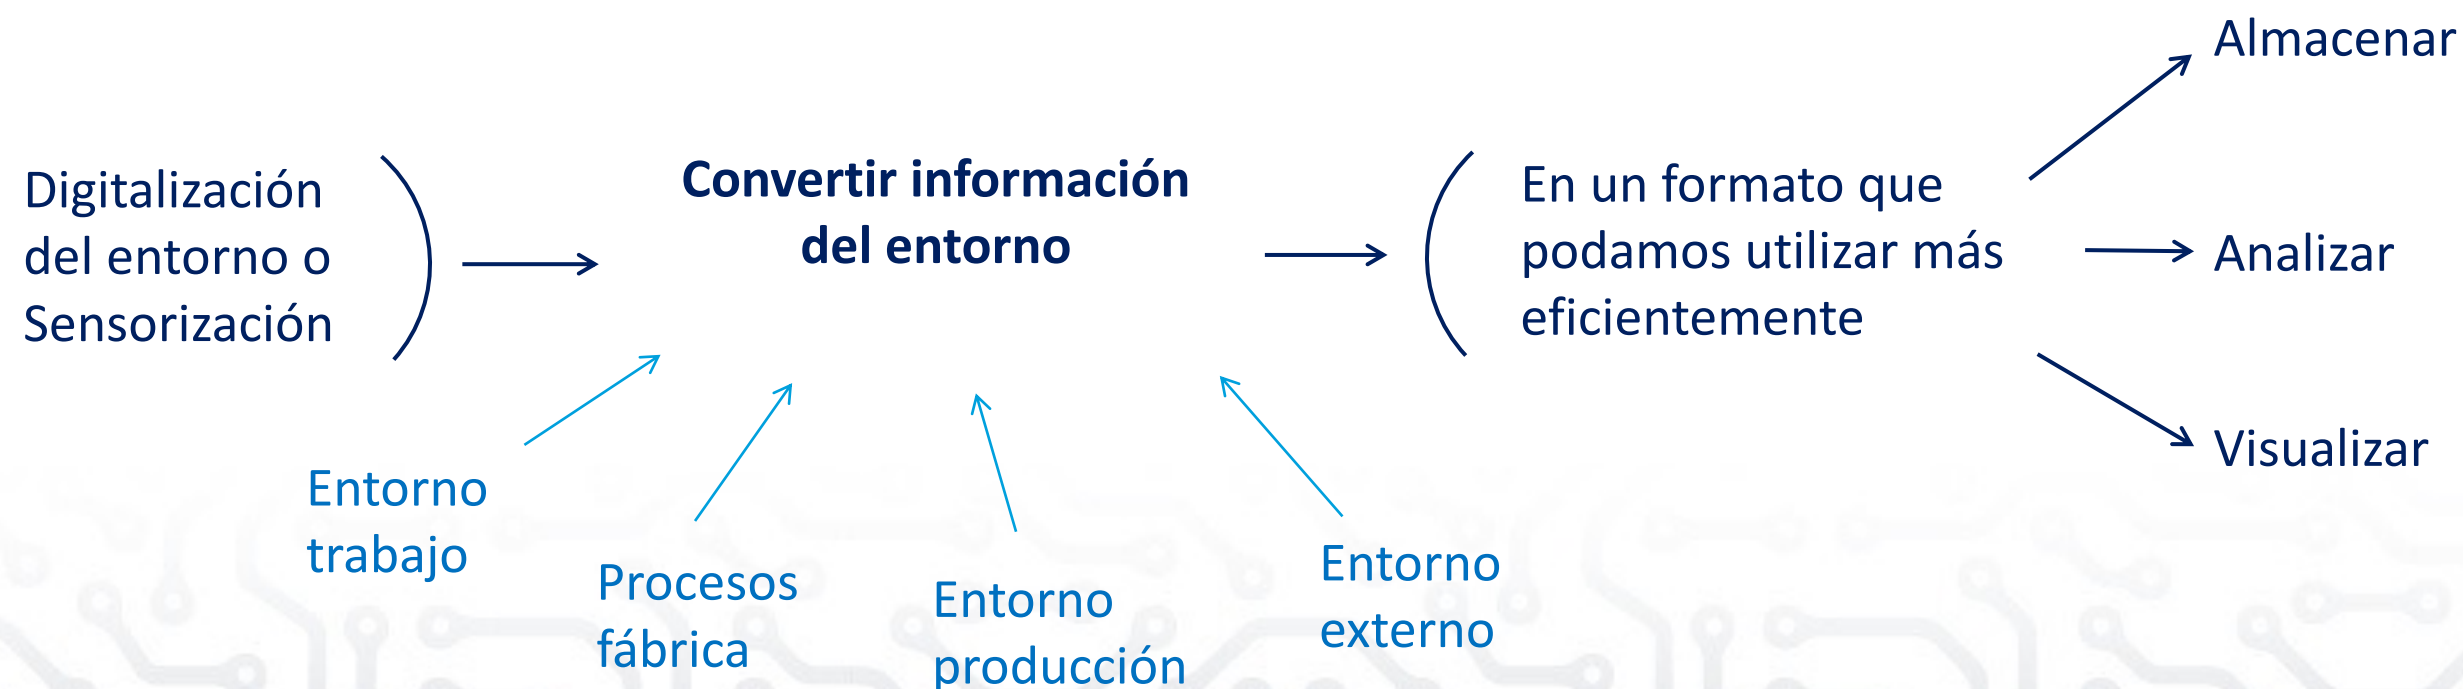 Digitalización
del entorno o
Sensorización
Convertir información
del entorno
En un formato que
podamos utilizar más
eficientemente
Almacenar
Analizar
Visualizar
Entorno
trabajo
Procesos
fábrica
Entorno
producción
Entorno
externo